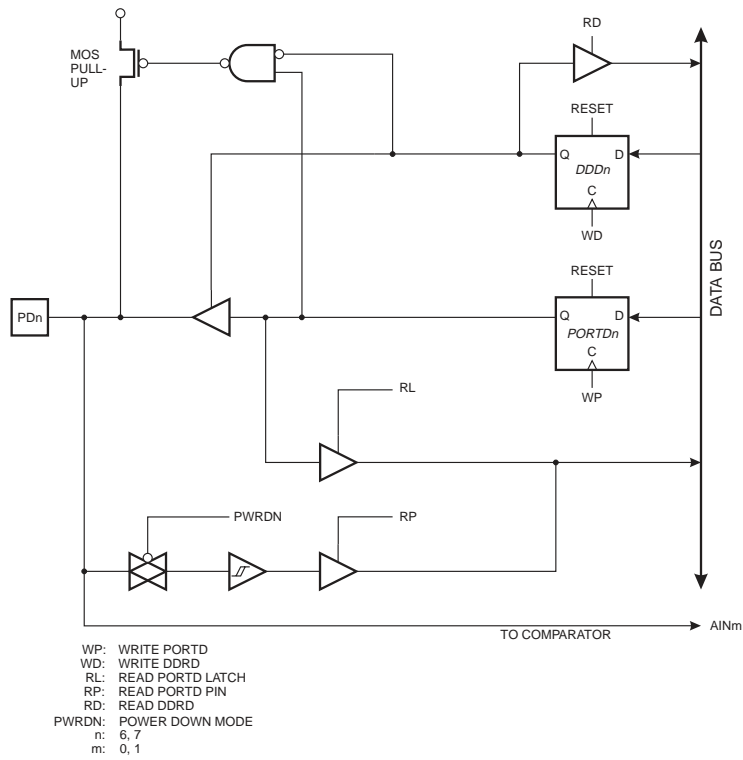 RD
MOS
PULL-
UP
RESET
Q D
DDDn
C
WD
DATA BUS
RESET
PDn
Q D
PORTDn
C
WP
RL
PWRDN
RP
TO COMPARATOR
AINm
WP: WRITE PORTD
WD: WRITE DDRD
RL: READ PORTD LATCH
RP: READ PORTD PIN
RD: READ DDRD
PWRDN: POWER DOWN MODE
n: 6, 7
m: 0, 1